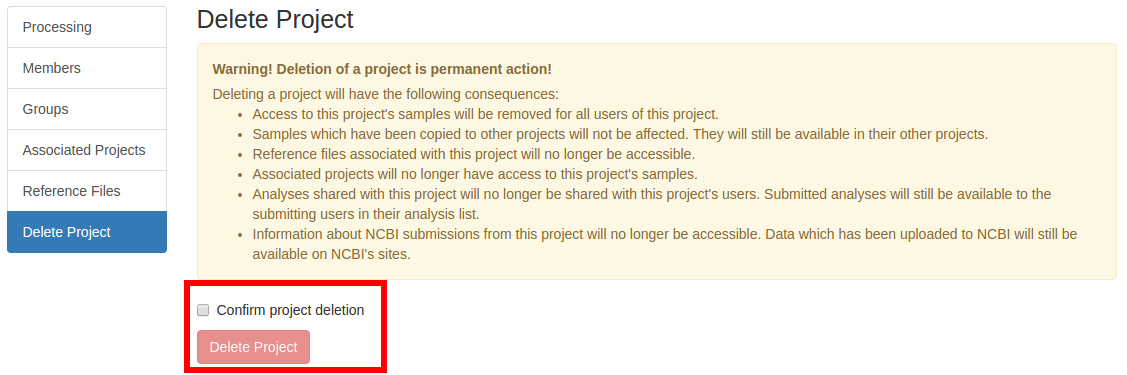 Processing
Members
Groups
Associated Projects
Reference Files
Delete Project
Delete Project
Warning! Deletion of a project is permanent action!
Deleting a project will have the following consequences:
• Access to this project's samples will be removed for all users of this project.
• Samples which have been copied to other projects will not be affected. They will still be available in their other projects.
• Reference files associated with this project will no longer be accessible.
• Associated projects will no longer have access to this project's samples.
• Analyses shared with this project will no longer be shared with this project's users. Submitted analyses will still be available to the
submitting users in their analysis list.
• Information about NCBI submissions from this project will no longer be accessible. Data which has been uploaded to NCBI will still be
available on NCBI's sites.
Confirm project deletion
Delete Project